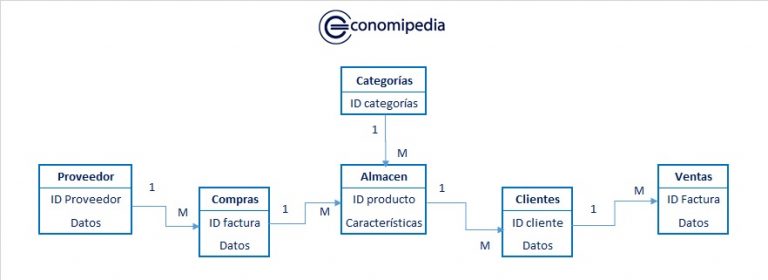 economipedia
Categorías
ID categorías
1
M
Proveedor
ID Proveedor
Datos
1
M
Compras
ID factura
Datos
1
M
Almacen
ID producto
Características
1
M
Clientes
ID cliente
Datos
1
M
Ventas
ID Factura
Datos